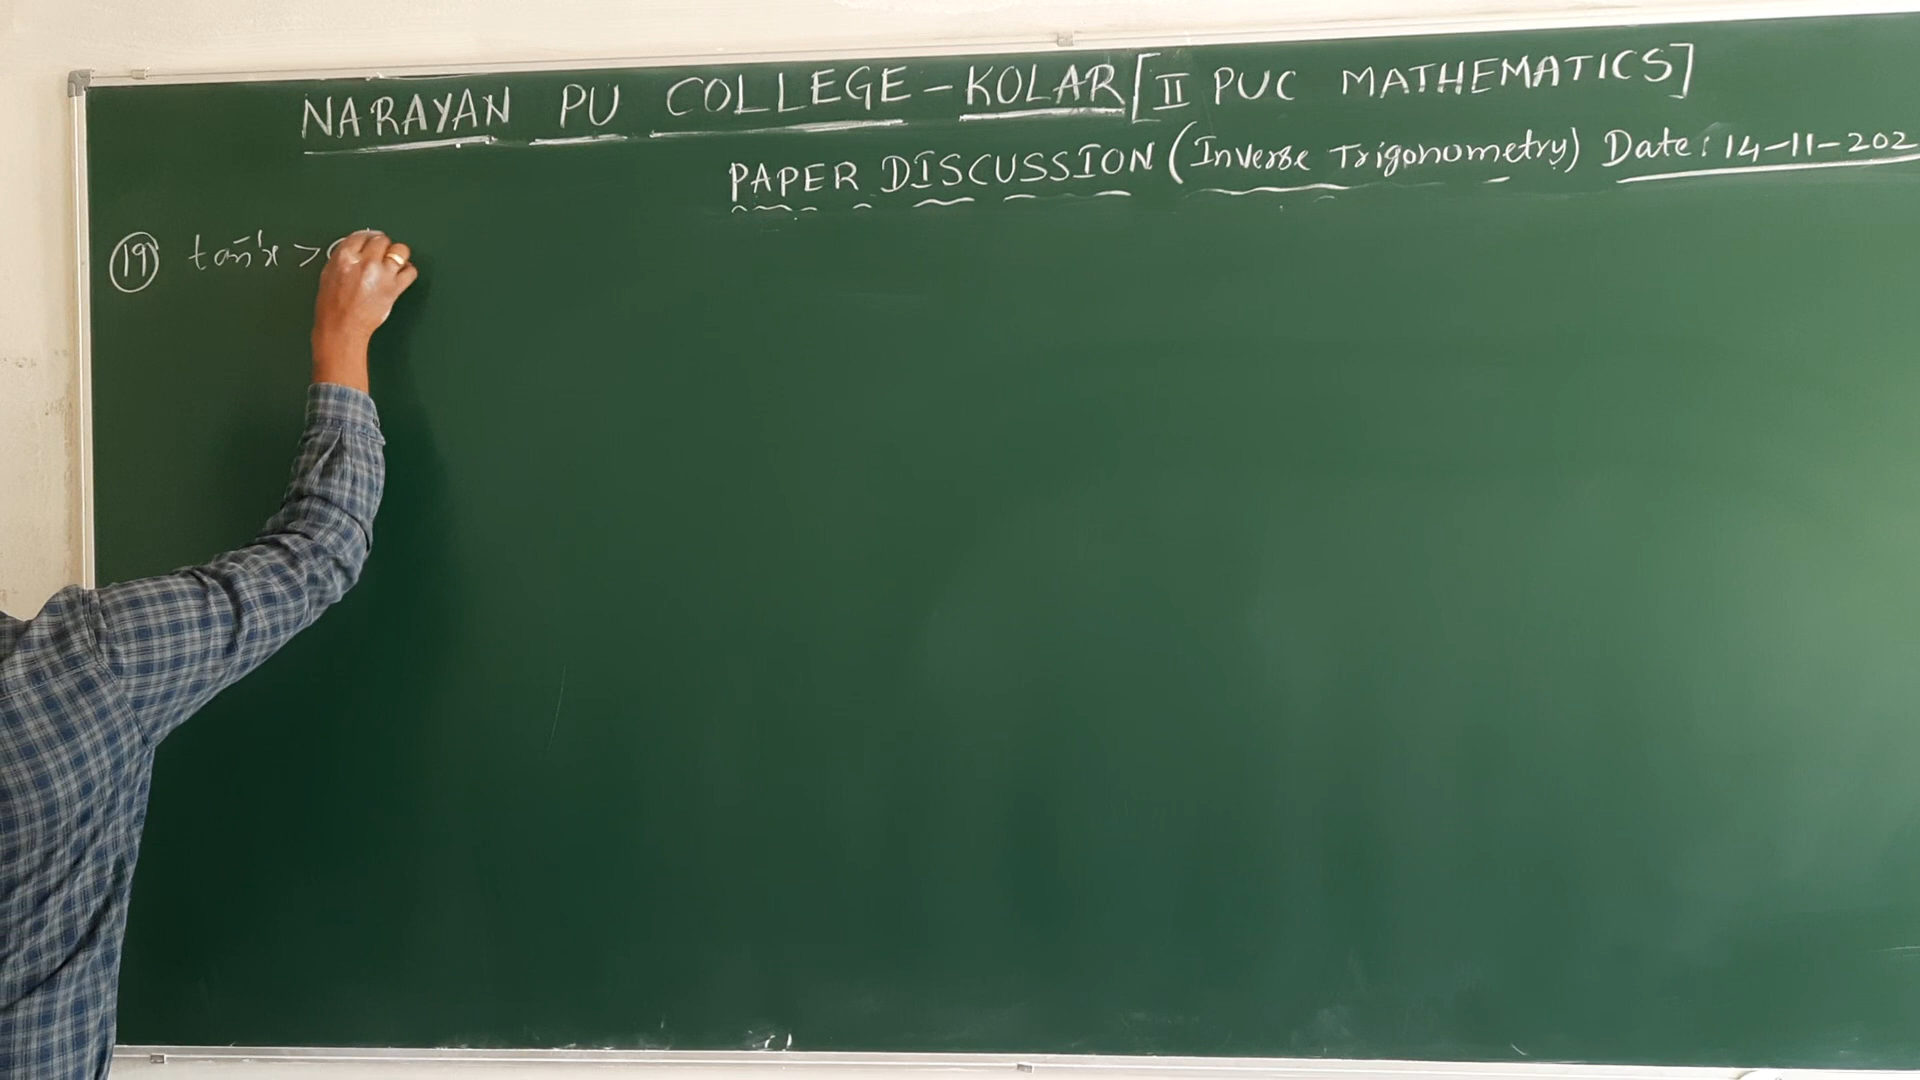 NARAYAN PU COLLEGE - KOLAR [II PUC MATHEMATICS]
PAPER DISCUSSION (Inverse Trigonometry) Date: 14-11-202
19 tan⁻¹x >